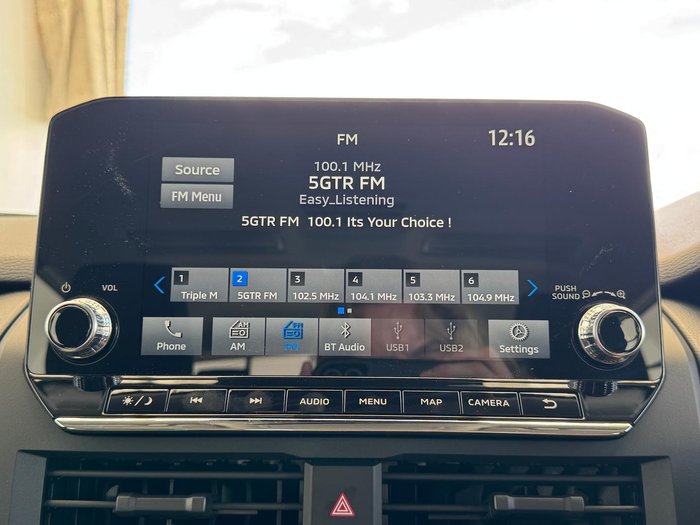 FM
12:16
Source
100.1 MHz
5GTR FM
FM Menu
Easy_Listening
5GTR FM 100.1 Its Your Choice !
VOL
PUSH
SOUND
1 2 3 4 5 6
Triple M 5GTR FM 102.5 MHz 104.1 MHz 103.3 MHz 104.9 MHz
AM FM
Phone AM BT Audio USB1 USB2 Settings
AUDIO MENU MAP CAMERA